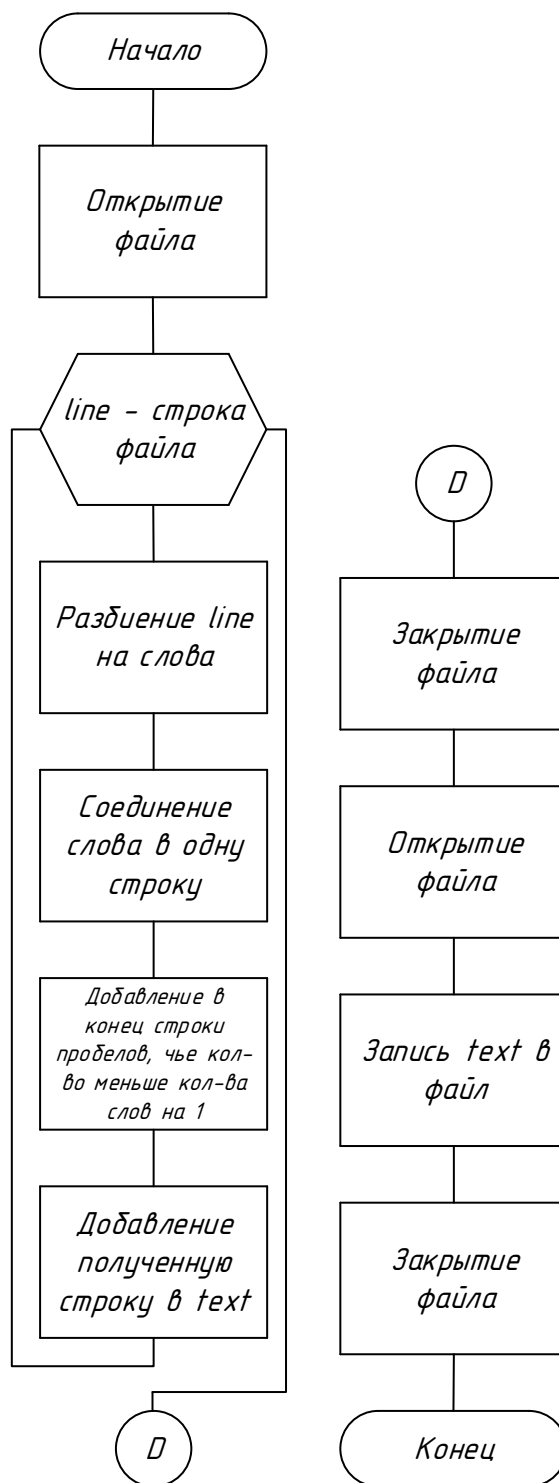 Начало
Открытие
файла
line - строка
файла
Разбиение line
на слова
Соединение
слова в одну
строку
Добавление в
конец строки
пробелов, чье кол-
во меньше кол-ва
слов на 1
Добавление
полученную
строку в text
D
D
Закрытие
файла
Открытие
файла
Запись text в
файл
Закрытие
файла
Конец